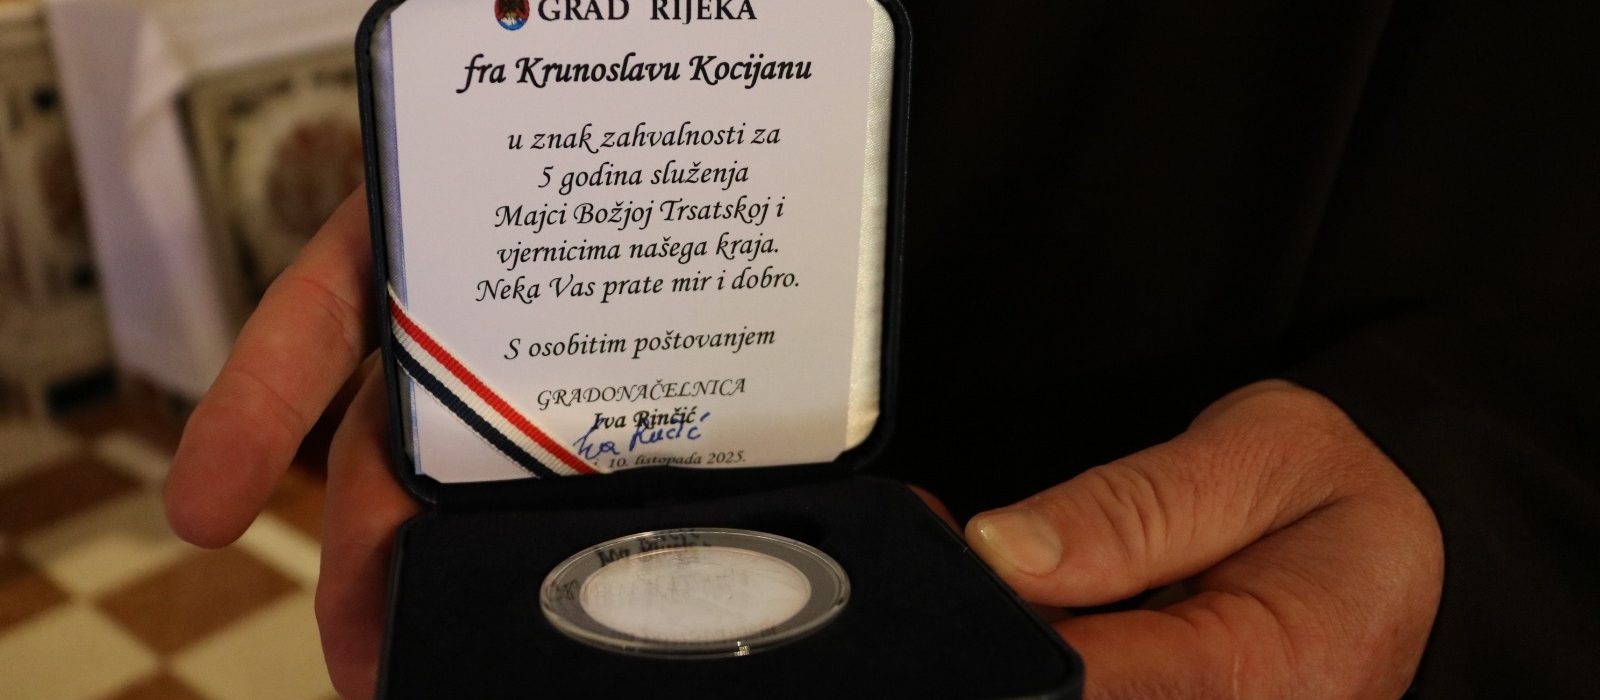 GRAD RIJEKA
fra Krunoslavu Kocijanu
u znak zahvalnosti za
5 godina služenja
Majci Božjoj Trsatskoj i
vjernicima našega kraja.
Neka Vas prate mir i dobro.
S osobitim poštovanjem
GRADONAČELNICA
Iva Rinčić
10. listopada 2025.